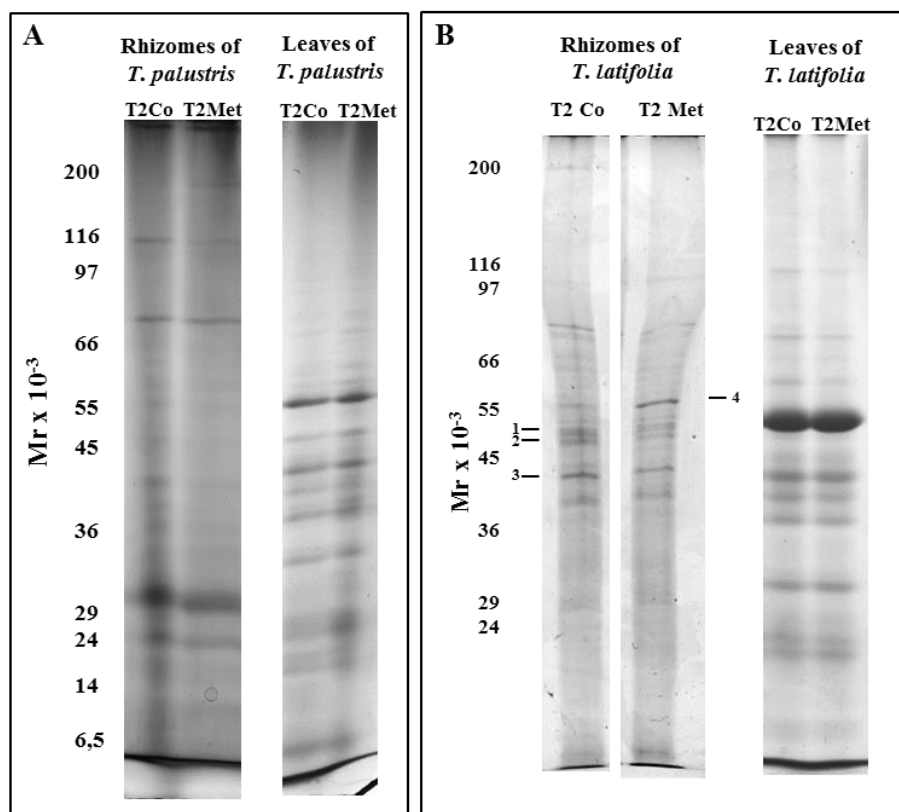 A
Rhizomes of
T. palustris
Leaves of
T. palustris
T2Co T2Met
T2Co T2Met
200
116
97
66
55
45
36
29
24
14
6,5
Mr x 10-3
B
Rhizomes of
T. latifolia
Leaves of
T. latifolia
T2 Co
T2 Met
T2Co T2Met
200
116
97
66
55
45
36
29
24
Mr x 10-3
1
2
3
4